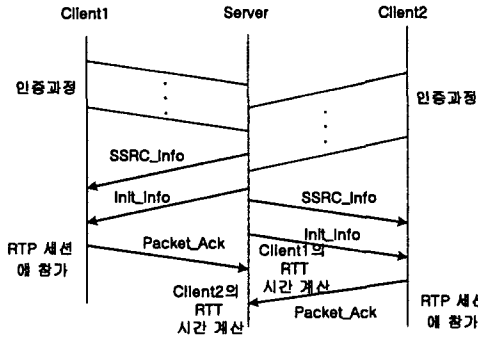 Client1
Server
Client2
인증과정
인증과정
SSRC_Info
Init_Info
SSRC_Info
Init_Info
RTP 세션
에 참가
Packet_Ack
Client1의
RTT
시간 계산
Client2의
RTT
시간 계산
Packet_Ack
RTP 세션
에 참가